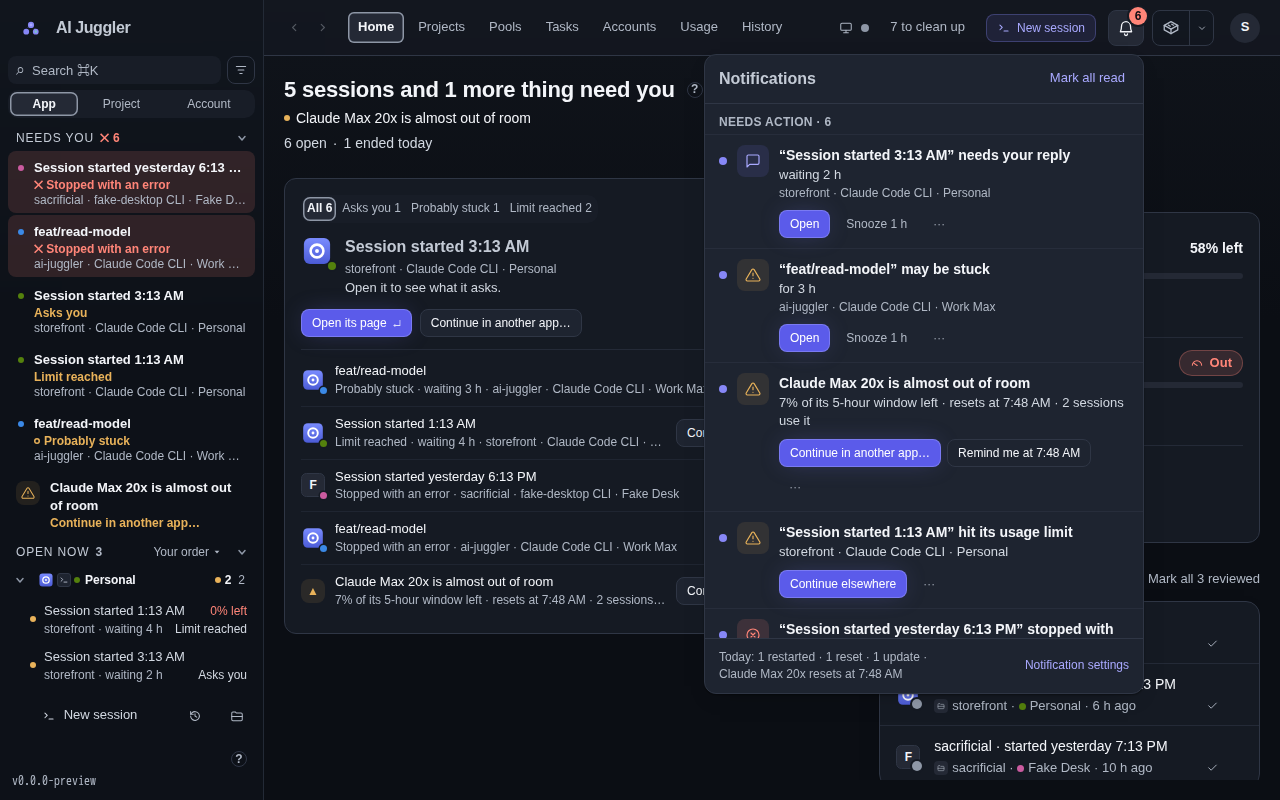 AI Juggler
Search ⌘K
App Project Account
NEEDS YOU 6
Session started yesterday 6:13 …
Stopped with an error
sacrificial · fake-desktop CLI · Fake D…
feat/read-model
Stopped with an error
ai-juggler · Claude Code CLI · Work …
Session started 3:13 AM
Asks you
storefront · Claude Code CLI · Personal
Session started 1:13 AM
Limit reached
storefront · Claude Code CLI · Personal
feat/read-model
Probably stuck
ai-juggler · Claude Code CLI · Work …
Claude Max 20x is almost out
of room
Continue in another app…
OPEN NOW 3 Your order
Personal 2 2
Session started 1:13 AM 0% left
storefront · waiting 4 h Limit reached
Session started 3:13 AM
storefront · waiting 2 h Asks you
New session
?
v0.0.0-preview
Home Projects Pools Tasks Accounts Usage History
7 to clean up
New session
6
S
5 sessions and 1 more thing need you ?
Claude Max 20x is almost out of room
6 open · 1 ended today
All 6 Asks you 1 Probably stuck 1 Limit reached 2
Session started 3:13 AM
storefront · Claude Code CLI · Personal
Open it to see what it asks.
Open its page Continue in another app…
feat/read-model
Probably stuck · waiting 3 h · ai-juggler · Claude Code CLI · Work Ma
Session started 1:13 AM
Limit reached · waiting 4 h · storefront · Claude Code CLI · …
F
Session started yesterday 6:13 PM
Stopped with an error · sacrificial · fake-desktop CLI · Fake Desk
feat/read-model
Stopped with an error · ai-juggler · Claude Code CLI · Work Max
Claude Max 20x is almost out of room
7% of its 5-hour window left · resets at 7:48 AM · 2 sessions…
Notifications
Mark all read
NEEDS ACTION · 6
“Session started 3:13 AM” needs your reply
waiting 2 h
storefront · Claude Code CLI · Personal
Open Snooze 1 h ···
“feat/read-model” may be stuck
for 3 h
ai-juggler · Claude Code CLI · Work Max
Open Snooze 1 h ···
Claude Max 20x is almost out of room
7% of its 5-hour window left · resets at 7:48 AM · 2 sessions
use it
Continue in another app… Remind me at 7:48 AM
···
“Session started 1:13 AM” hit its usage limit
storefront · Claude Code CLI · Personal
Continue elsewhere ···
“Session started yesterday 6:13 PM” stopped with
Today: 1 restarted · 1 reset · 1 update ·
Claude Max 20x resets at 7:48 AM
Notification settings
58% left
Out
Mark all 3 reviewed
3 PM
storefront · Personal · 6 h ago
F
sacrificial · started yesterday 7:13 PM
sacrificial · Fake Desk · 10 h ago